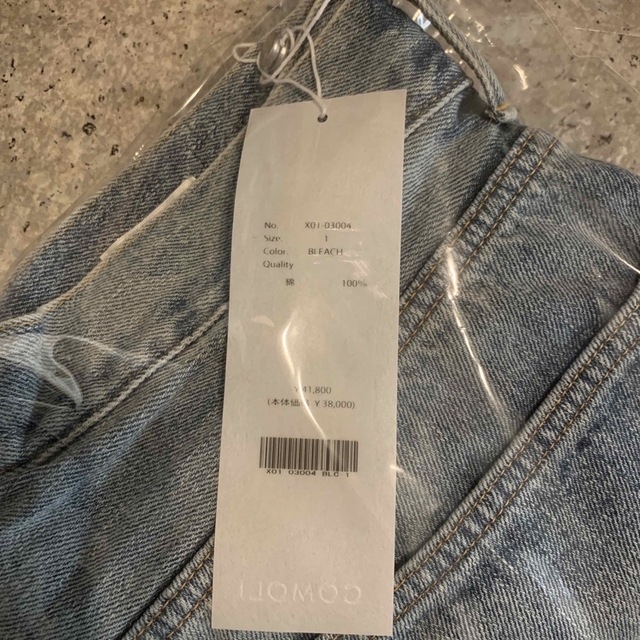 No. X01-03004
Size. 1
Color. BLEACH
Quality
綿 100%
¥41,800
(本体価格 ¥38,000)
X01 03004 BLC 1